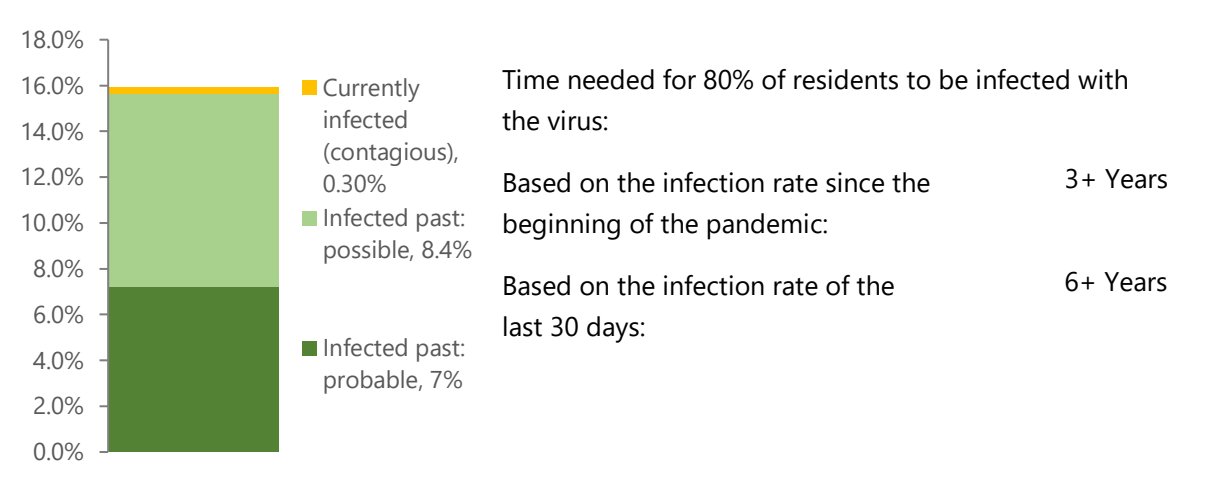 18.0%
16.0%
14.0%
12.0%
10.0%
8.0%
6.0%
4.0%
2.0%
0.0%
Currently
infected
(contagious),
0.30%
Infected past:
possible, 8.4%
Infected past:
probable, 7%
Time needed for 80% of residents to be infected with
the virus:
Based on the infection rate since the
beginning of the pandemic:
3+ Years
Based on the infection rate of the
last 30 days:
6+ Years